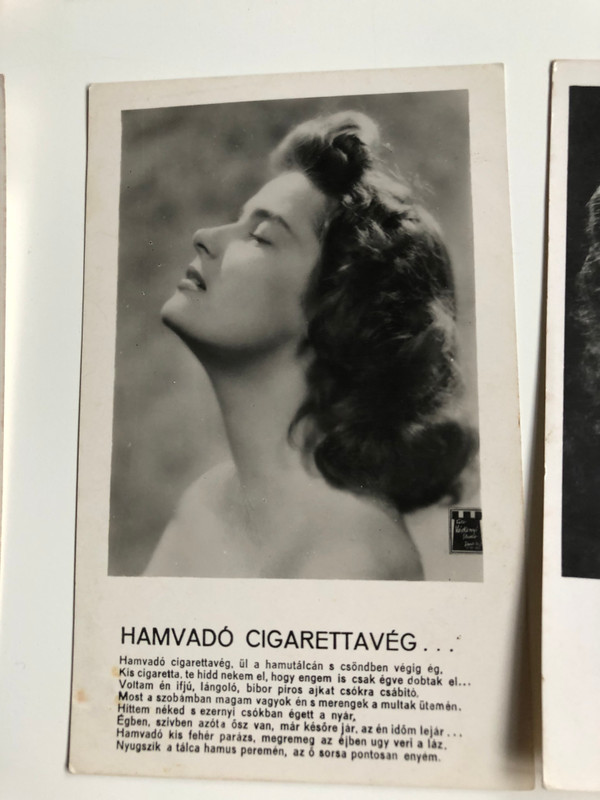 HAMVADÓ CIGARETTAVÉG...
Hamvadó cigarettavég, ül a hamutálcán s csöndben végig ég,
Kis cigaretta, te hidd nekem el, hogy engem is csak égve dobtak el...
Voltam én ifjú, lángoló, bibor piros ajkat csókra csábító,
Most a szobámban magam vagyok én s merengek a multak ütemén.
Hittem néked s ezernyi csókban égett a nyár,
Égben, szivben azóta ősz van, már későre jár, az én időm lejár...
Hamvadó kis fehér parázs, megremeg az éjben ugy veri a láz,
Nyugszik a tálca hamus peremén, az ő sorsa pontosan enyém.